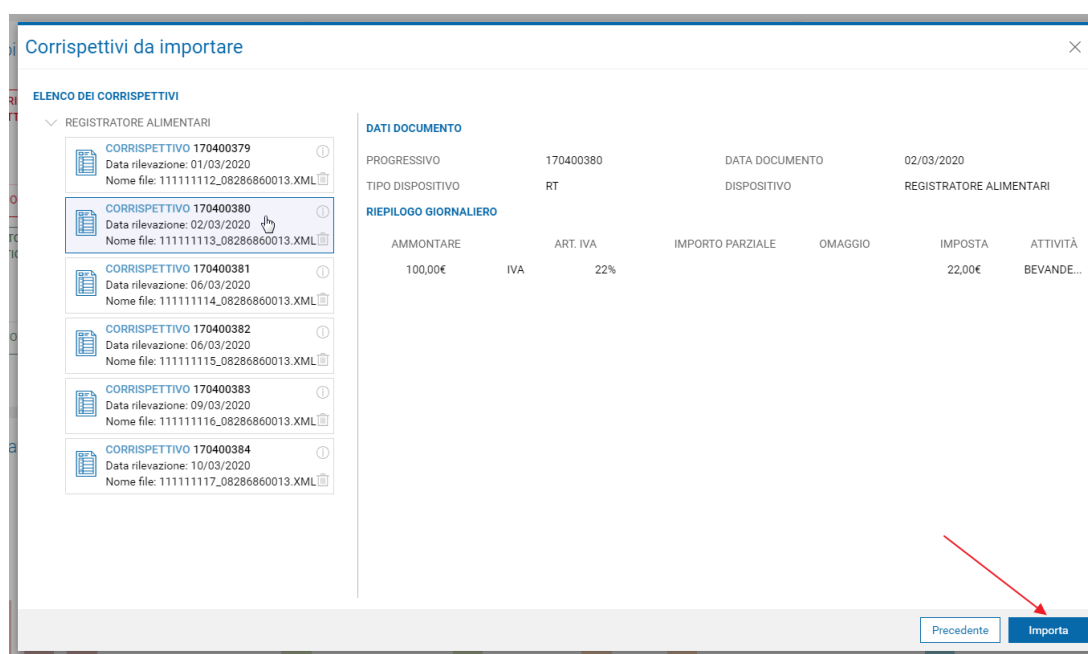 Corrispettivi da importare
ELENCO DEI CORRISPETTIVI
REGISTRATORE ALIMENTARI
CORRISPETTIVO 170400379
Data rilevazione: 01/03/2020
Nome file: 111111112_08286860013.XML
CORRISPETTIVO 170400380
Data rilevazione: 02/03/2020
Nome file: 111111113_08286860013.XML
CORRISPETTIVO 170400381
Data rilevazione: 06/03/2020
Nome file: 111111114_08286860013.XML
CORRISPETTIVO 170400382
Data rilevazione: 06/03/2020
Nome file: 111111115_08286860013.XML
CORRISPETTIVO 170400383
Data rilevazione: 09/03/2020
Nome file: 111111116_08286860013.XML
CORRISPETTIVO 170400384
Data rilevazione: 10/03/2020
Nome file: 111111117_08286860013.XML
DATI DOCUMENTO
PROGRESSIVO 170400380 DATA DOCUMENTO 02/03/2020
TIPO DISPOSITIVO RT DISPOSITIVO REGISTRATORE ALIMENTARI
RIEPILOGO GIORNALIERO
AMMONTARE ART. IVA IMPORTO PARZIALE OMAGGIO IMPOSTA ATTIVITÀ
100,00€ IVA 22% 22,00€ BEVANDE...
Precedente Importa